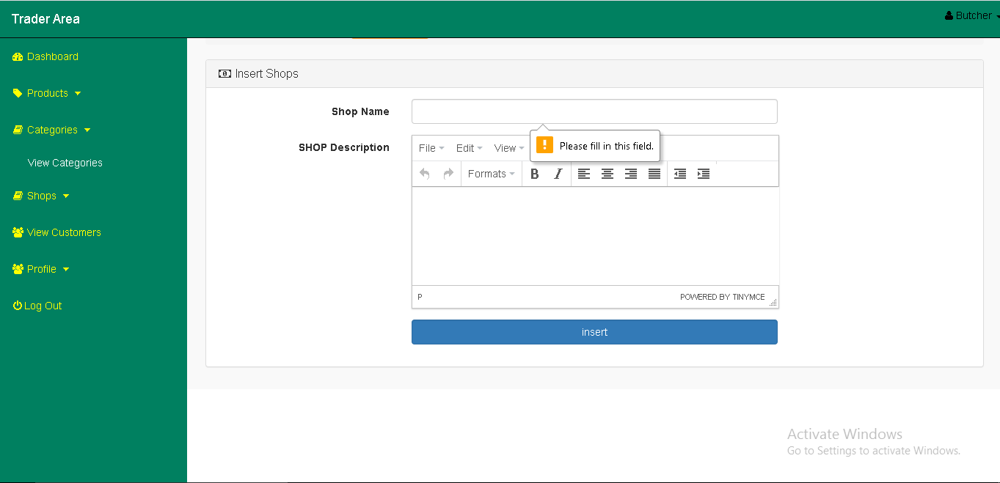 Trader Area
Butcher
Dashboard
Products
Categories
View Categories
Shops
View Customers
Profile
Log Out
Insert Shops
Shop Name
Please fill in this field.
SHOP Description
File Edit View
Formats B I
P POWERED BY TINYMCE
insert
Activate Windows
Go to Settings to activate Windows.